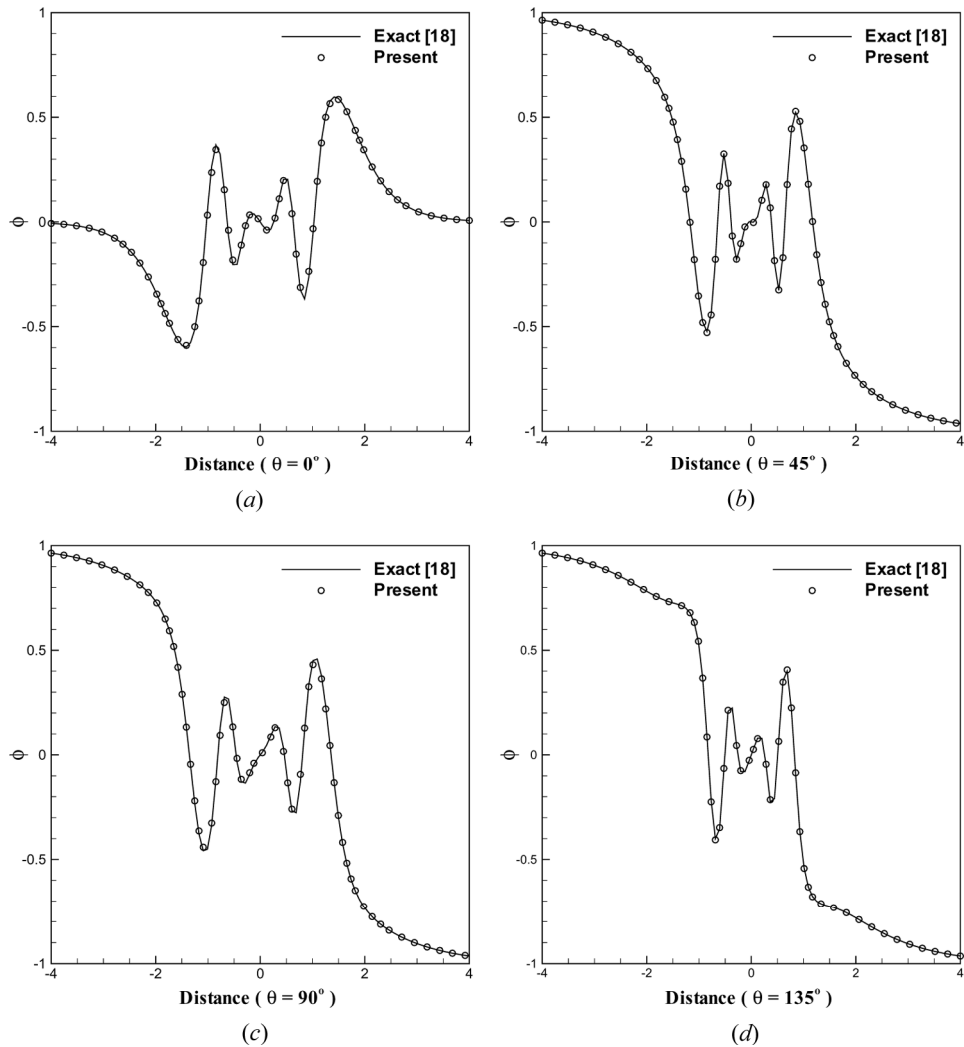 1
Exact [18]
Present
0.5
ϕ
0
-0.5
-1
-4
-2
0
2
4
Distance ( θ = 0° )
(a)
1
Exact [18]
Present
0.5
ϕ
0
-0.5
-1
-4
-2
0
2
4
Distance ( θ = 45° )
(b)
1
Exact [18]
Present
0.5
ϕ
0
-0.5
-1
-4
-2
0
2
4
Distance ( θ = 90° )
(c)
1
Exact [18]
Present
0.5
ϕ
0
-0.5
-1
-4
-2
0
2
4
Distance ( θ = 135° )
(d)